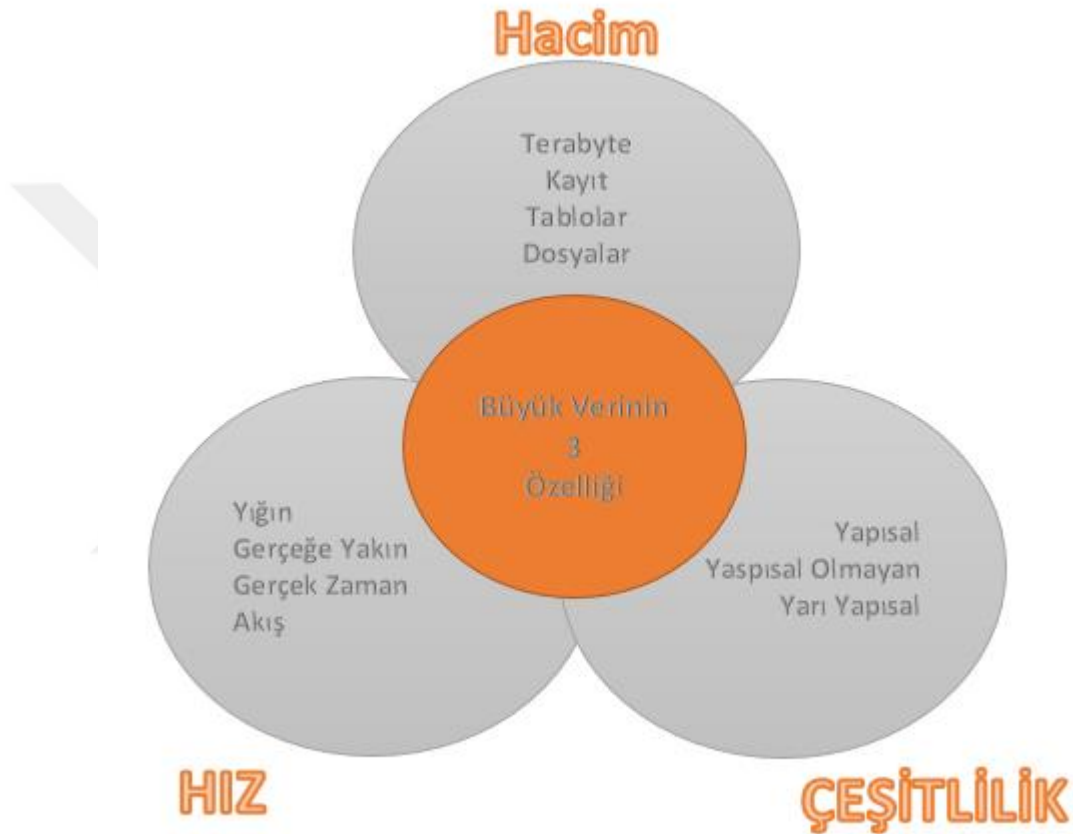 Hacim
Terabyte
Kayıt
Tablolar
Dosyalar
Büyük Verinin
3
Özelliği
Yığın
Gerçeğe Yakın
Gerçek Zaman
Akış
Yapısal
Yaspısal Olmayan
Yarı Yapısal
HIZ
ÇEŞİTLİLİK